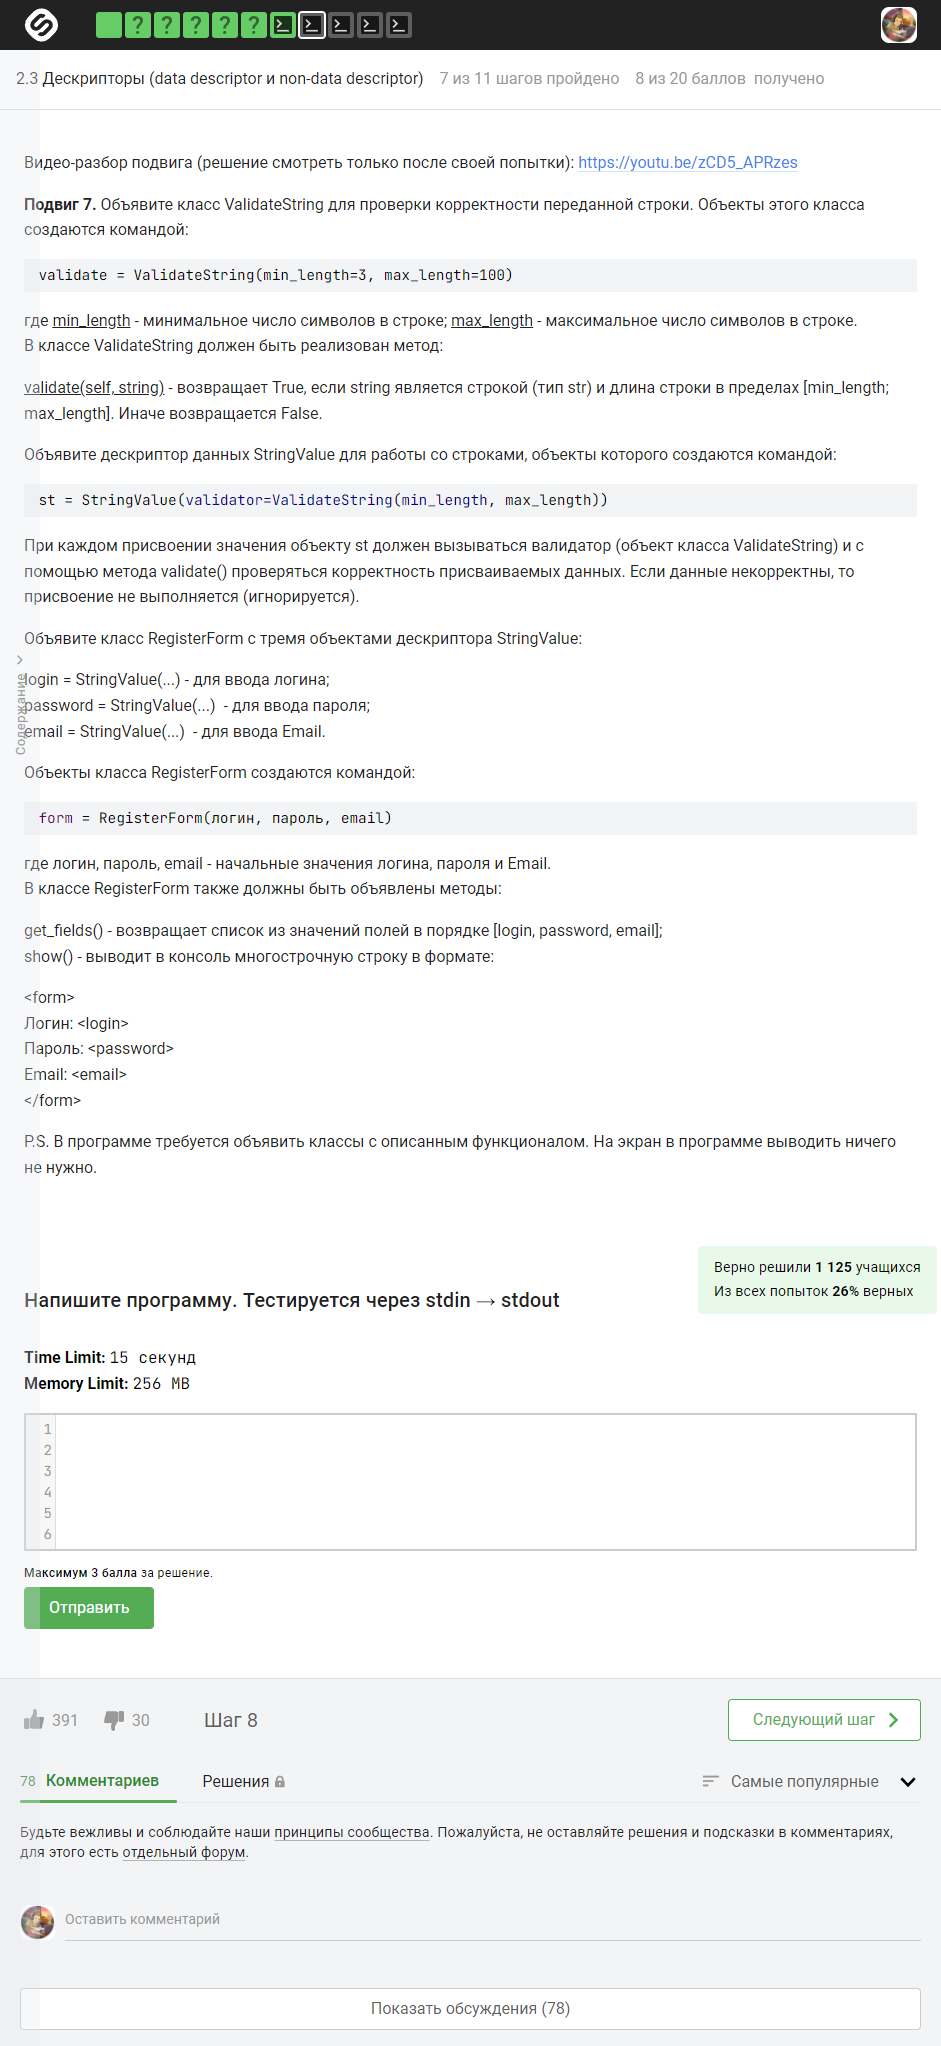 2.3 Дескрипторы (data descriptor и non-data descriptor) 7 из 11 шагов пройдено 8 из 20 баллов получено
Видео-разбор подвига (решение смотреть только после своей попытки): https://youtu.be/zCD5_APRzes
Подвиг 7. Объявите класс ValidateString для проверки корректности переданной строки. Объекты этого класса
создаются командой:
validate = ValidateString(min_length=3, max_length=100)
где min_length - минимальное число символов в строке; max_length - максимальное число символов в строке.
В классе ValidateString должен быть реализован метод:
validate(self, string) - возвращает True, если string является строкой (тип str) и длина строки в пределах [min_length;
max_length]. Иначе возвращается False.
Объявите дескриптор данных StringValue для работы со строками, объекты которого создаются командой:
st = StringValue(validator=ValidateString(min_length, max_length))
При каждом присвоении значения объекту st должен вызываться валидатор (объект класса ValidateString) и с
помощью метода validate() проверяться корректность присваиваемых данных. Если данные некорректны, то
присвоение не выполняется (игнорируется).
Объявите класс RegisterForm с тремя объектами дескриптора StringValue:
Содержание
login = StringValue(...) - для ввода логина;
password = StringValue(...)  - для ввода пароля;
email = StringValue(...)  - для ввода Email.
Объекты класса RegisterForm создаются командой:
form = RegisterForm(логин, пароль, email)
где логин, пароль, email - начальные значения логина, пароля и Email.
В классе RegisterForm также должны быть объявлены методы:
get_fields() - возвращает список из значений полей в порядке [login, password, email];
show() - выводит в консоль многострочную строку в формате:
<form>
Логин: <login>
Пароль: <password>
Email: <email>
</form>
P.S. В программе требуется объявить классы с описанным функционалом. На экран в программе выводить ничего
не нужно.
Верно решили 1 125 учащихся
Из всех попыток 26% верных
Напишите программу. Тестируется через stdin → stdout
Time Limit: 15 секунд
Memory Limit: 256 MB
1
2
3
4
5
6
Максимум 3 балла за решение.
Отправить
391 30 Шаг 8 Следующий шаг
78 Комментариев Решения Самые популярные
Будьте вежливы и соблюдайте наши принципы сообщества. Пожалуйста, не оставляйте решения и подсказки в комментариях,
для этого есть отдельный форум.
Оставить комментарий
Показать обсуждения (78)